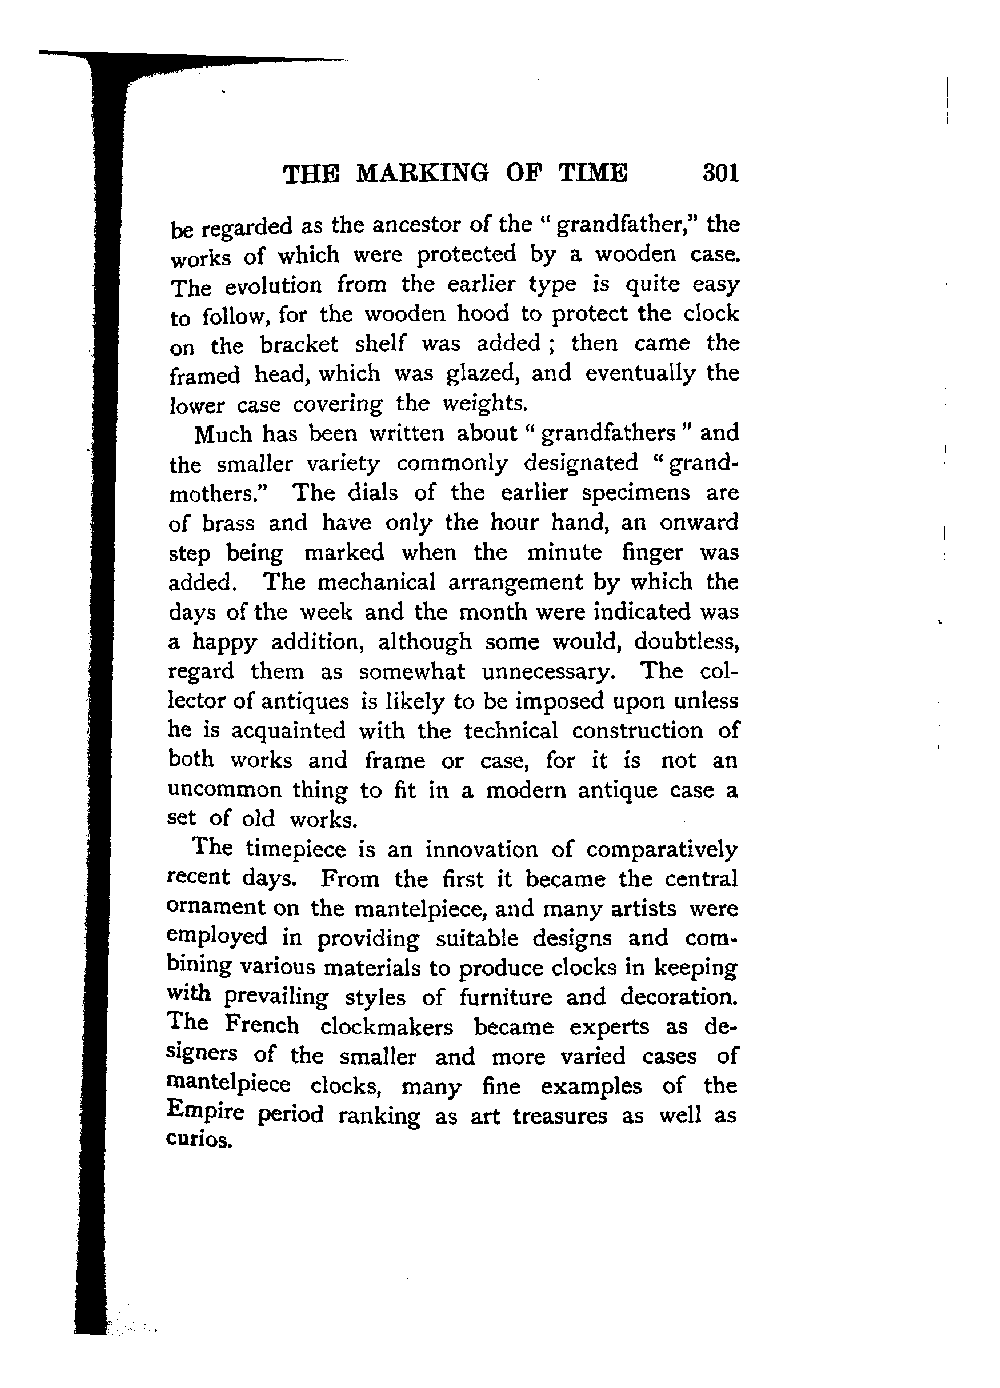 THE MARKING OF TIME 301
be regarded as the ancestor of the “ grandfather,” the
works of which were protected by a wooden case.
The evolution from the earlier type is quite easy
to follow, for the wooden hood to protect the clock
on the bracket shelf was added ; then came the
framed head, which was glazed, and eventually the
lower case covering the weights.
Much has been written about “ grandfathers ” and
the smaller variety commonly designated “ grand-
mothers.” The dials of the earlier specimens are
of brass and have only the hour hand, an onward
step being marked when the minute finger was
added. The mechanical arrangement by which the
days of the week and the month were indicated was
a happy addition, although some would, doubtless,
regard them as somewhat unnecessary. The col-
lector of antiques is likely to be imposed upon unless
he is acquainted with the technical construction of
both works and frame or case, for it is not an
uncommon thing to fit in a modern antique case a
set of old works.
The timepiece is an innovation of comparatively
recent days. From the first it became the central
ornament on the mantelpiece, and many artists were
employed in providing suitable designs and com-
bining various materials to produce clocks in keeping
with prevailing styles of furniture and decoration.
The French clockmakers became experts as de-
signers of the smaller and more varied cases of
mantelpiece clocks, many fine examples of the
Empire period ranking as art treasures as well as
curios.